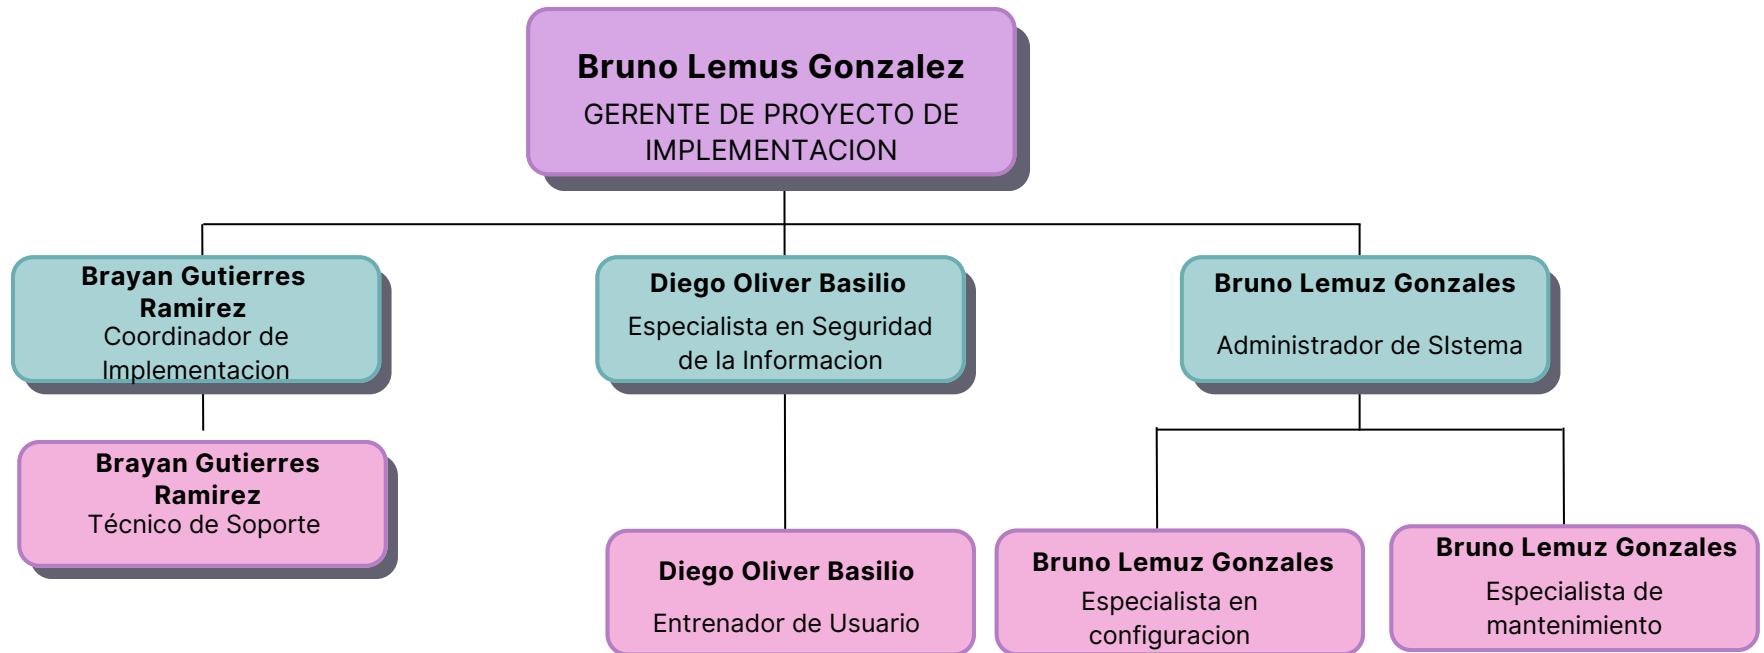 Bruno Lemus Gonzalez
GERENTE DE PROYECTO DE
IMPLEMENTACION
Brayan Gutierres
Ramirez
Coordinador de
Implementacion
Diego Oliver Basilio
Especialista en Seguridad
de la Informacion
Bruno Lemuz Gonzales
Administrador de SIstema
Brayan Gutierres
Ramirez
Técnico de Soporte
Diego Oliver Basilio
Entrenador de Usuario
Bruno Lemuz Gonzales
Especialista en
configuracion
Bruno Lemuz Gonzales
Especialista de
mantenimiento